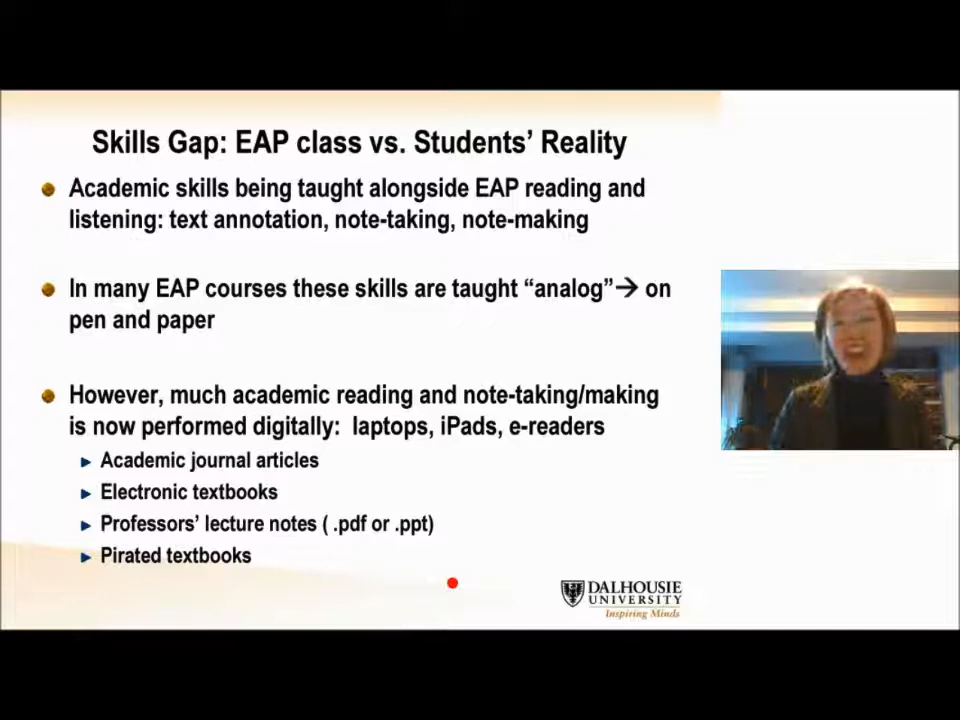 Skills Gap: EAP class vs. Students' Reality
Academic skills being taught alongside EAP reading and
listening: text annotation, note-taking, note-making
In many EAP courses these skills are taught “analog”→ on
pen and paper
However, much academic reading and note-taking/making
is now performed digitally: laptops, iPads, e-readers
Academic journal articles
Electronic textbooks
Professors' lecture notes ( .pdf or .ppt)
Pirated textbooks
DALHOUSIE
UNIVERSITY
Inspiring Minds